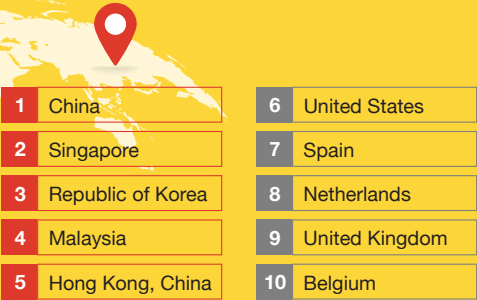 1 China
2 Singapore
3 Republic of Korea
4 Malaysia
5 Hong Kong, China
6 United States
7 Spain
8 Netherlands
9 United Kingdom
10 Belgium